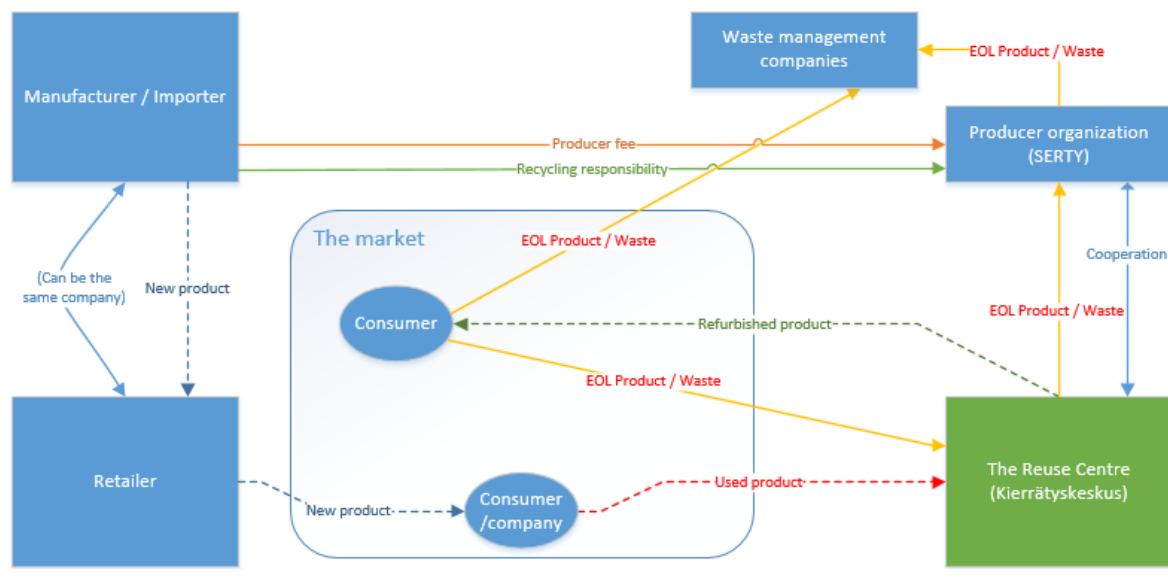 Waste management
companies
EOL Product / Waste
Manufacturer / Importer
Producer organization
(SERTY)
Producer fee
Recycling responsibility
The market
EOL Product / Waste
(Can be the
same company)
New product
Cooperation
Consumer
Refurbished product
EOL Product / Waste
EOL Product / Waste
Retailer
The Reuse Centre
(Kierrätyskeskus)
New product
Consumer
/company
Used product